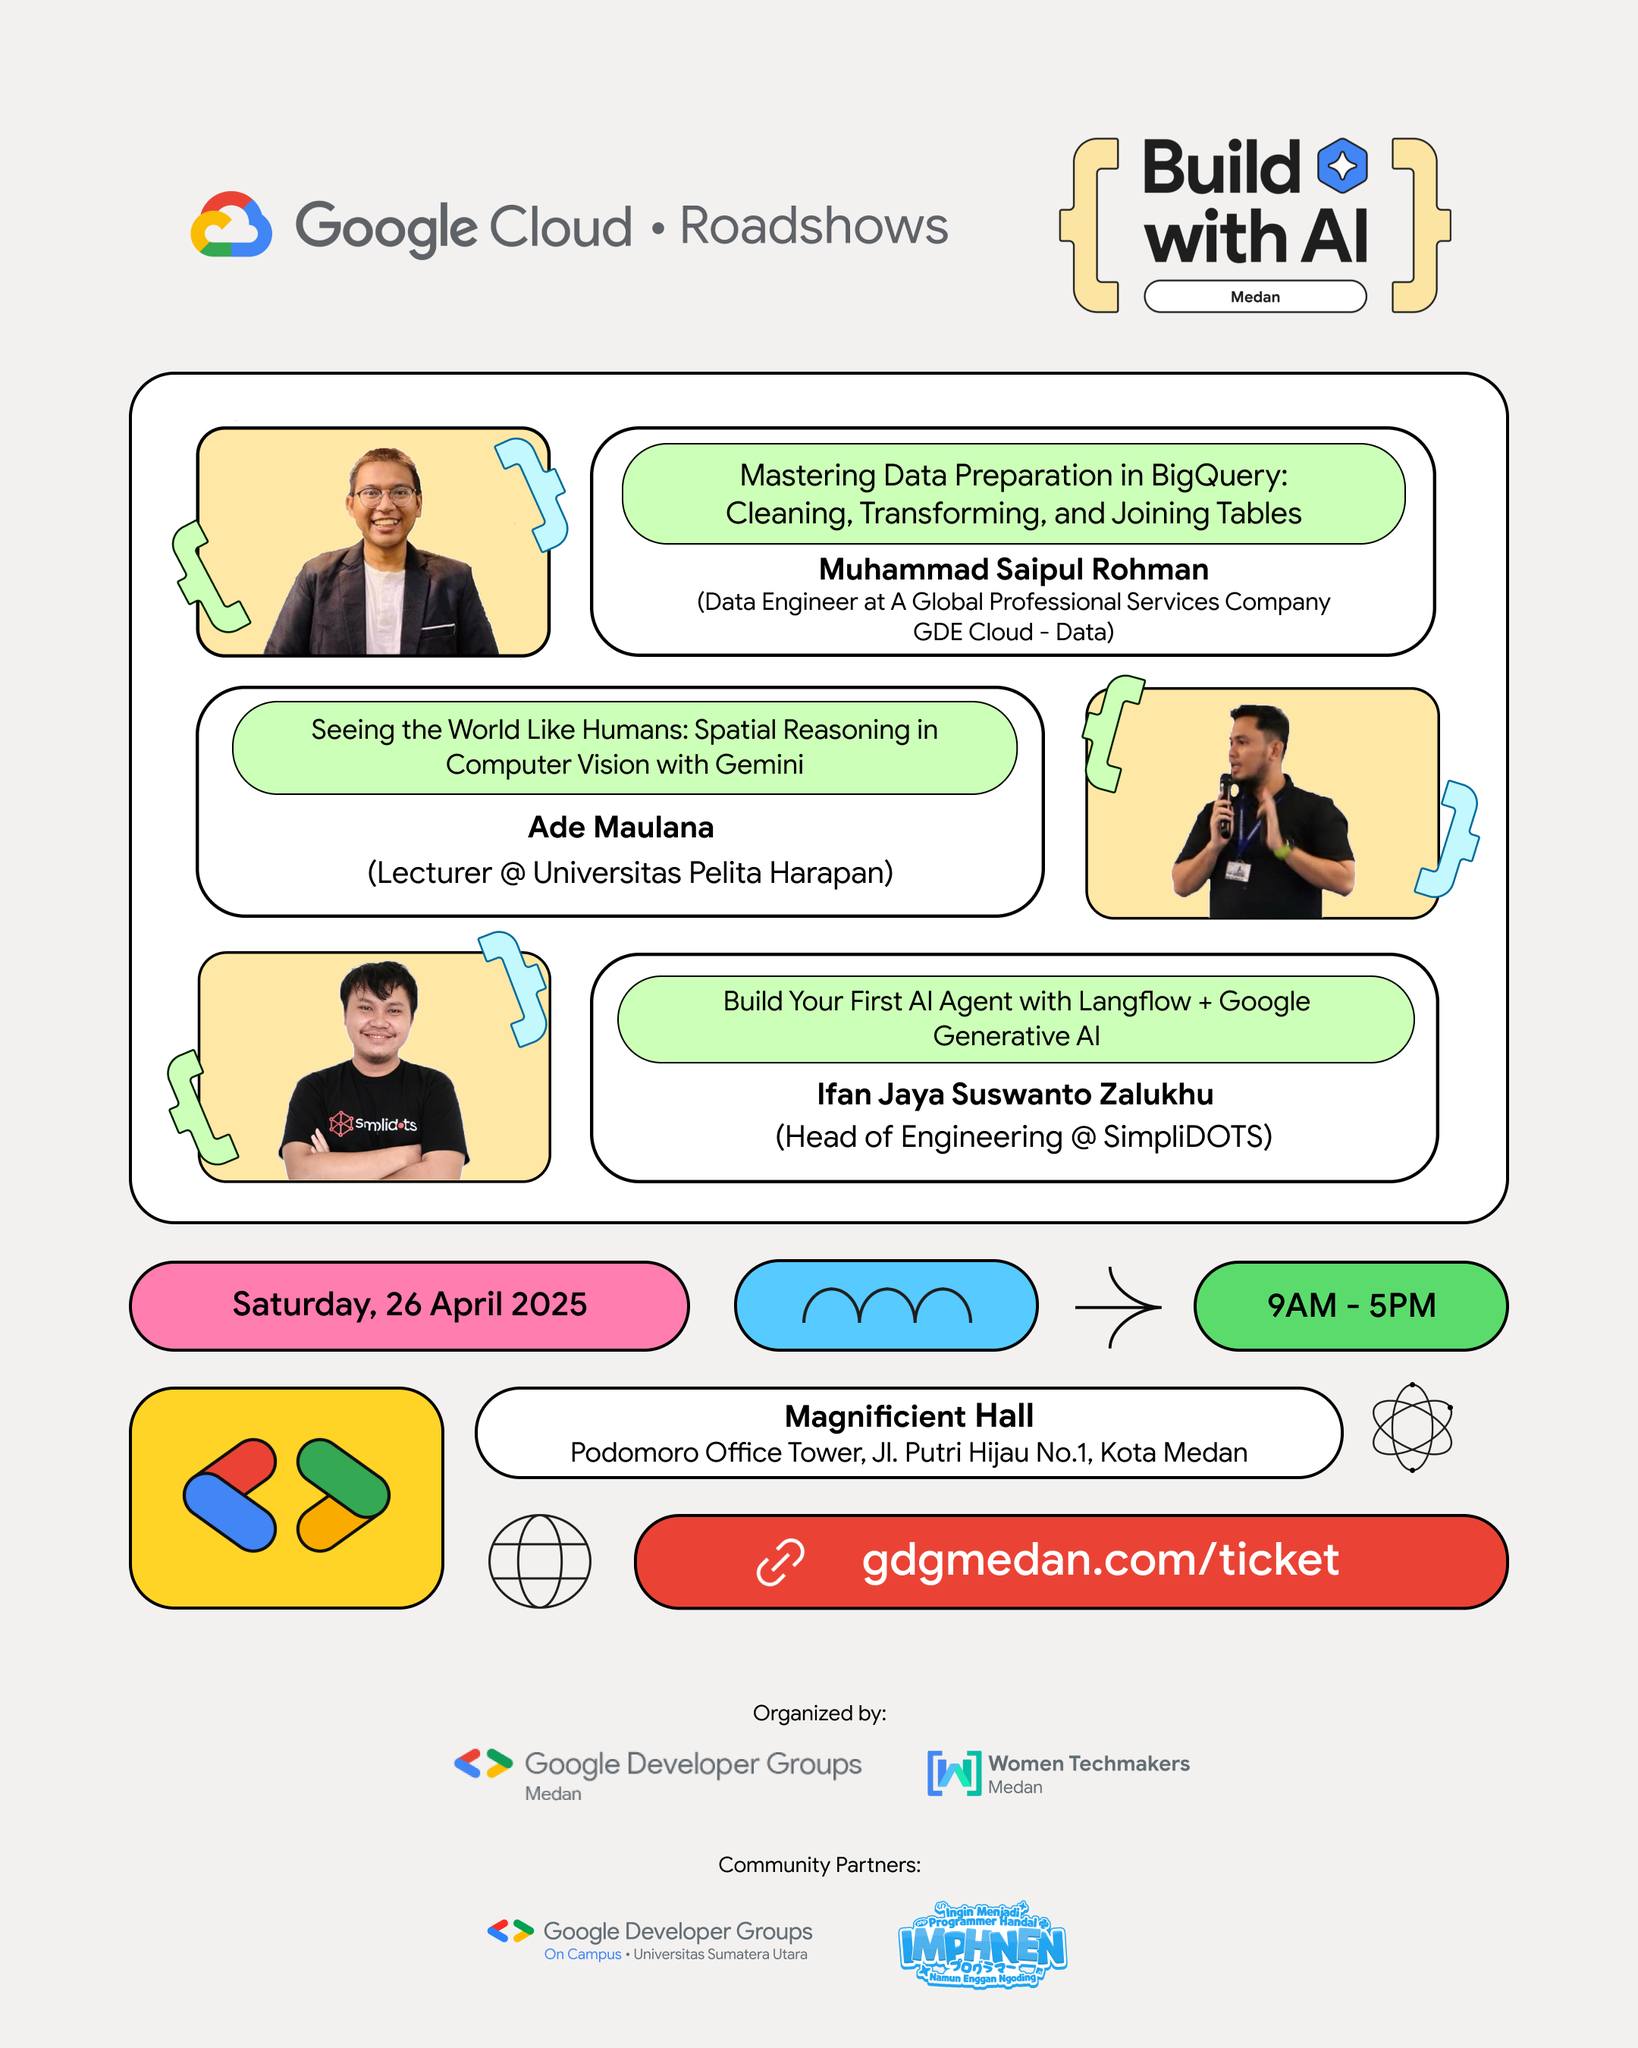 Google Cloud • Roadshows
Build
with AI
Medan
Mastering Data Preparation in BigQuery:
Cleaning, Transforming, and Joining Tables
Muhammad Saipul Rohman
(Data Engineer at A Global Professional Services Company
GDE Cloud - Data)
Seeing the World Like Humans: Spatial Reasoning in
Computer Vision with Gemini
Ade Maulana
(Lecturer @ Universitas Pelita Harapan)
simplidots
Build Your First AI Agent with Langflow + Google
Generative AI
Ifan Jaya Suswanto Zalukhu
(Head of Engineering @ SimpliDOTS)
Saturday, 26 April 2025
9AM - 5PM
Magnificient Hall
Podomoro Office Tower, Jl. Putri Hijau No.1, Kota Medan
gdgmedan.com/ticket
Organized by:
Google Developer Groups
Medan
Women Techmakers
Medan
Community Partners:
Google Developer Groups
On Campus • Universitas Sumatera Utara
Ingin Menjadi
Programmer Handal
IMPHNEN
プログラマー
Namun Enggan Ngoding